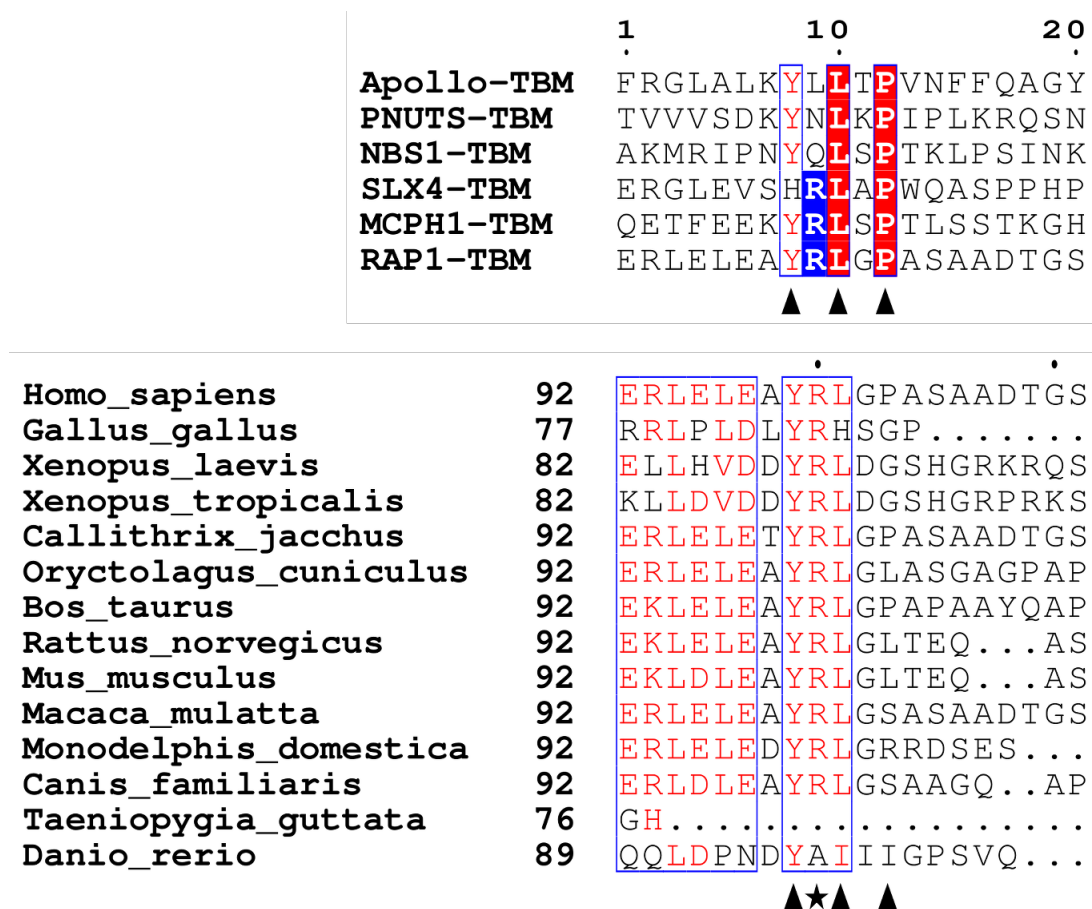 1 10 20
Apollo-TBM FRGLALKYLLTPVNFFQAGY
PNUTS-TBM TVVVSDKYNLKPIPLKRQSN
NBS1-TBM AKMRIPNYQLSPTKLPSINK
SLX4-TBM ERGLEVSHRLAPWQASPPHP
MCPH1-TBM QETFEEKYRLSPTLSSTKGH
RAP1-TBM ERLELEAYRLGPASAADTGS
Homo_sapiens 92 ERLELEAYRLGPASAADTGS
Gallus_gallus 77 RRLPLDLYRHSGP.......
Xenopus_laevis 82 ELLHVDDYRLDGSHGRKRQS
Xenopus_tropicalis 82 KLLDVDDYRLDGSHGRPRKS
Callithrix_jacchus 92 ERLELETYRLGPASAADTGS
Oryctolagus_cuniculus 92 ERLELEAYRLGLASGAGPAP
Bos_taurus 92 EKLELEAYRLGPAPAAYQAP
Rattus_norvegicus 92 EKLELEAYRLGLTEQ...AS
Mus_musculus 92 EKLDLEAYRLGLTEQ...AS
Macaca_mulatta 92 ERLELEAYRLGSASAADTGS
Monodelphis_domestica 92 ERLELEDYRLGRRDSES...
Canis_familiaris 92 ERLDLEAYRLGSAAGQ..AP
Taeniopygia_guttata 76 GH..................
Danio_rerio 89 QQLDPNDYAIIIGPSVQ...